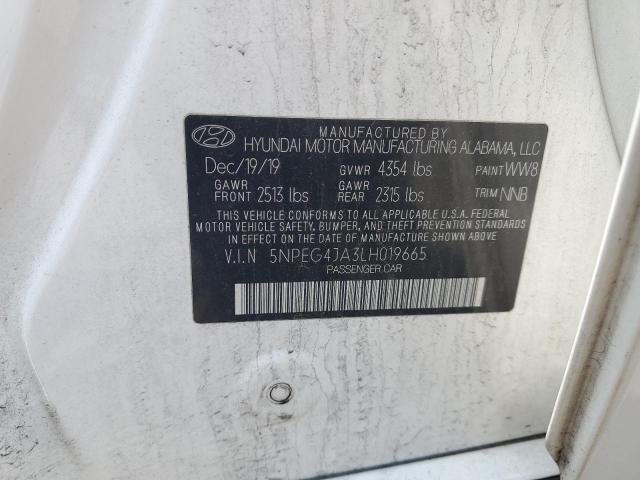 MANUFACTURED BY
HYUNDAI MOTOR MANUFACTURING ALABAMA, LLC
Dec/19/19 GVWR 4354 lbs PAINT WW8
GAWR FRONT 2513 lbs GAWR REAR 2315 lbs TRIM NNB
THIS VEHICLE CONFORMS TO ALL APPLICABLE U.S.A. FEDERAL
MOTOR VEHICLE SAFETY, BUMPER, AND THEFT PREVENTION STANDARDS
IN EFFECT ON THE DATE OF MANUFACTURE SHOWN ABOVE.
V.I.N 5NPEG4JA3LH019665
PASSENGER CAR